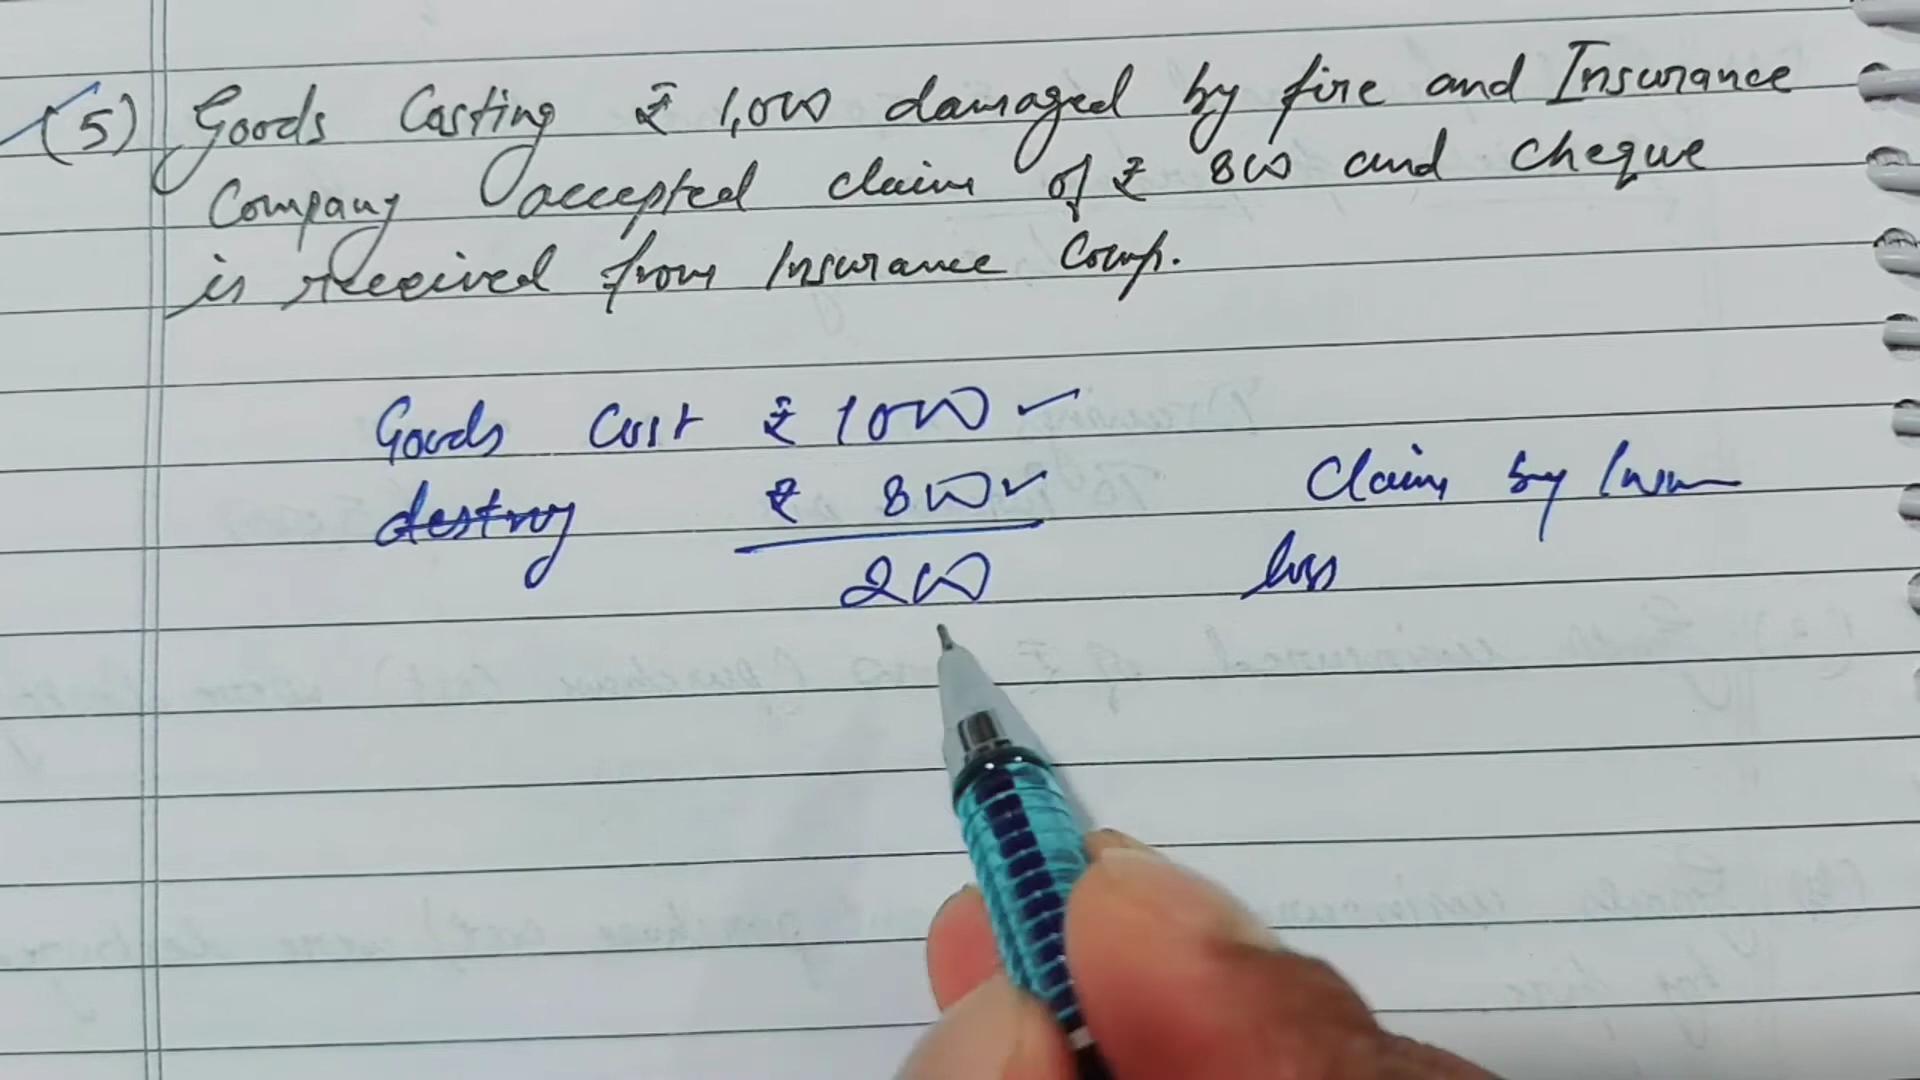 (5) Goods Costing ₹ 1,000 damaged by fire and Insurance
Company accepted claim of ₹ 800 and cheque
is received from Insurance Comp.
Goods Cost ₹ 1000
destroy ₹ 800 Claim by Insu
200 loss